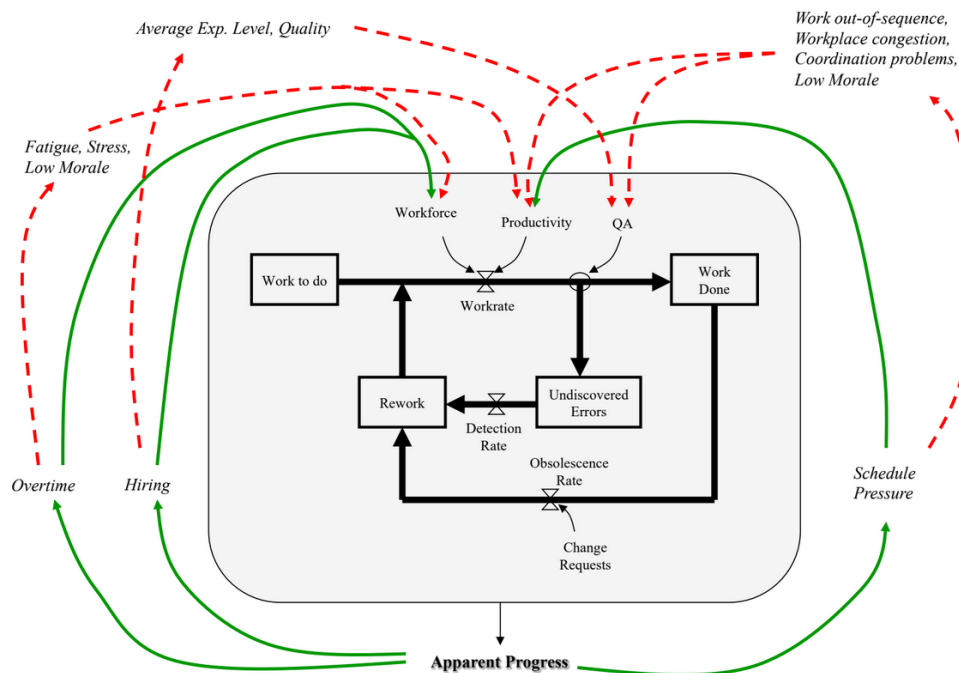 Average Exp. Level, Quality
Work out-of-sequence,
Workplace congestion,
Coordination problems,
Low Morale
Fatigue, Stress,
Low Morale
Workforce
Productivity
QA
Work to do
Work
Done
Workrate
Rework
Undiscovered
Errors
Detection
Rate
Obsolescence
Rate
Overtime
Hiring
Schedule
Pressure
Change
Requests
Apparent Progress